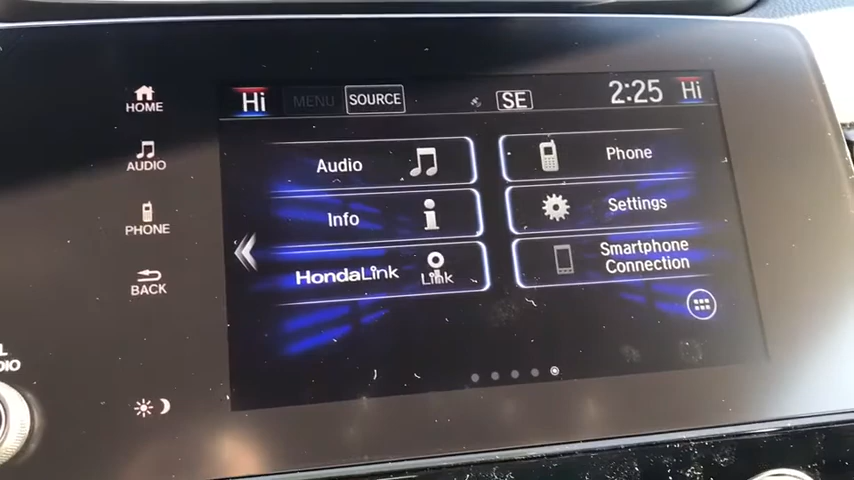 HOME
AUDIO
PHONE
BACK
Hi MENU SOURCE SE 2:25 Hi
Audio
Phone
Info
Settings
HondaLink
Link
Smartphone
Connection